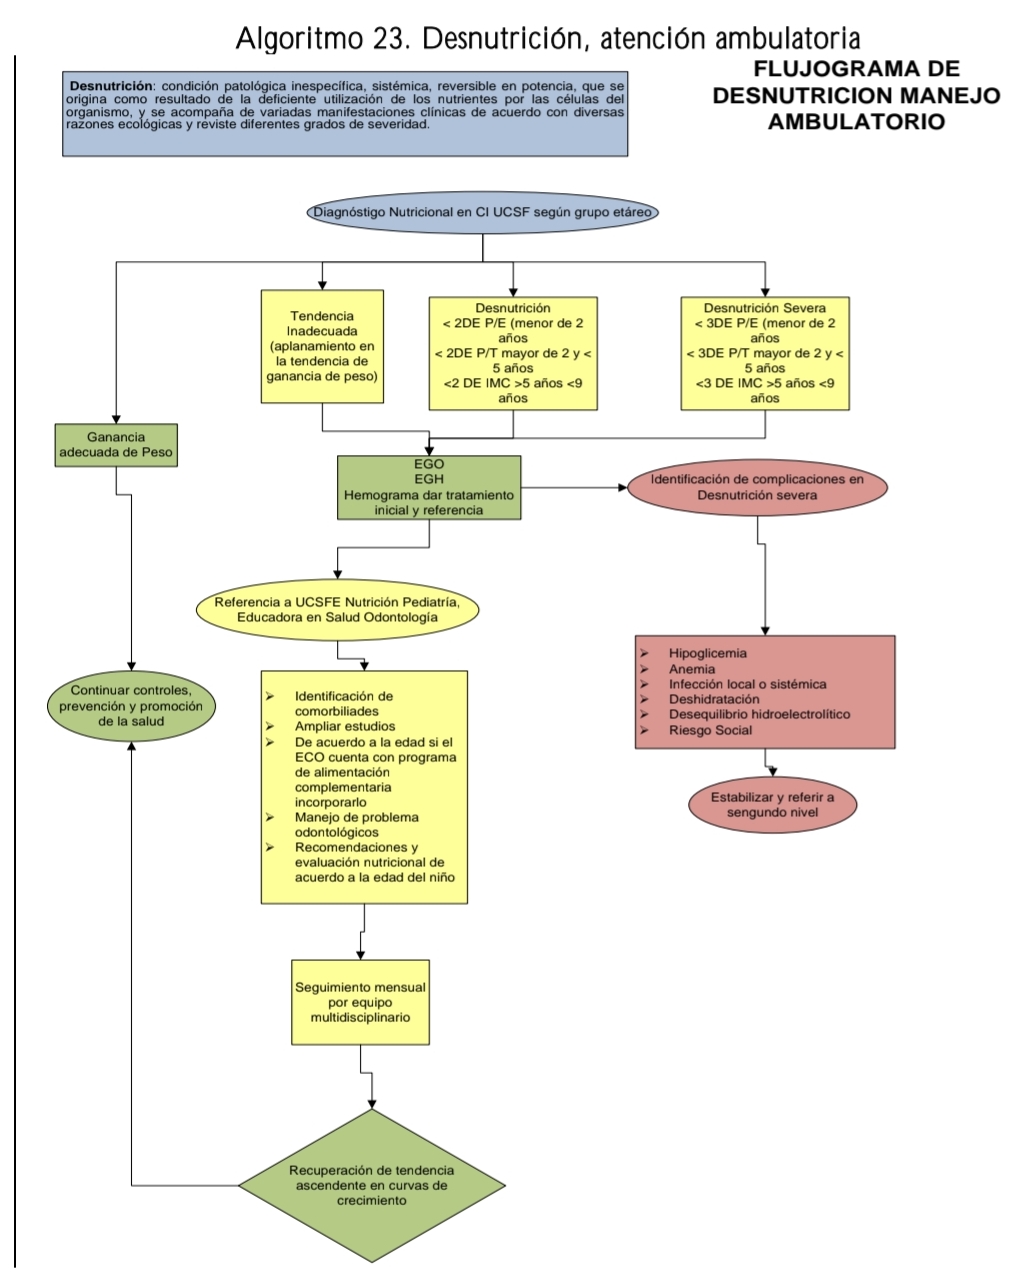 Algoritmo 23. Desnutrición, atención ambulatoria
FLUJOGRAMA DE
DESNUTRICION MANEJO
AMBULATORIO
Desnutrición: condición patológica inespecífica, sistémica, reversible en potencia, que se
origina como resultado de la deficiente utilización de los nutrientes por las células del
organismo, y se acompaña de variadas manifestaciones clínicas de acuerdo con diversas
razones ecológicas y reviste diferentes grados de severidad.
Diagnóstigo Nutricional en CI UCSF según grupo etáreo
Tendencia
Inadecuada
(aplanamiento en
la tendencia de
ganancia de peso)
Desnutrición
< 2DE P/E (menor de 2
años
< 2DE P/T mayor de 2 y <
5 años
<2 DE IMC >5 años <9
años
Desnutrición Severa
< 3DE P/E (menor de 2
años
< 3DE P/T mayor de 2 y <
5 años
<3 DE IMC >5 años <9
años
Ganancia
adecuada de Peso
EGO
EGH
Hemograma dar tratamiento
inicial y referencia
Identificación de complicaciones en
Desnutrición severa
Referencia a UCSFE Nutrición Pediatría,
Educadora en Salud Odontología
Continuar controles,
prevención y promoción
de la salud
➢ Identificación de
comorbiliades
➢ Ampliar estudios
➢ De acuerdo a la edad si el
ECO cuenta con programa
de alimentación
complementaria
incorporarlo
➢ Manejo de problema
odontológicos
➢ Recomendaciones y
evaluación nutricional de
acuerdo a la edad del niño
➢ Hipoglicemia
➢ Anemia
➢ Infección local o sistémica
➢ Deshidratación
➢ Desequilibrio hidroelectrolítico
➢ Riesgo Social
Estabilizar y referir a
sengundo nivel
Seguimiento mensual
por equipo
multidisciplinario
Recuperación de tendencia
ascendente en curvas de
crecimiento